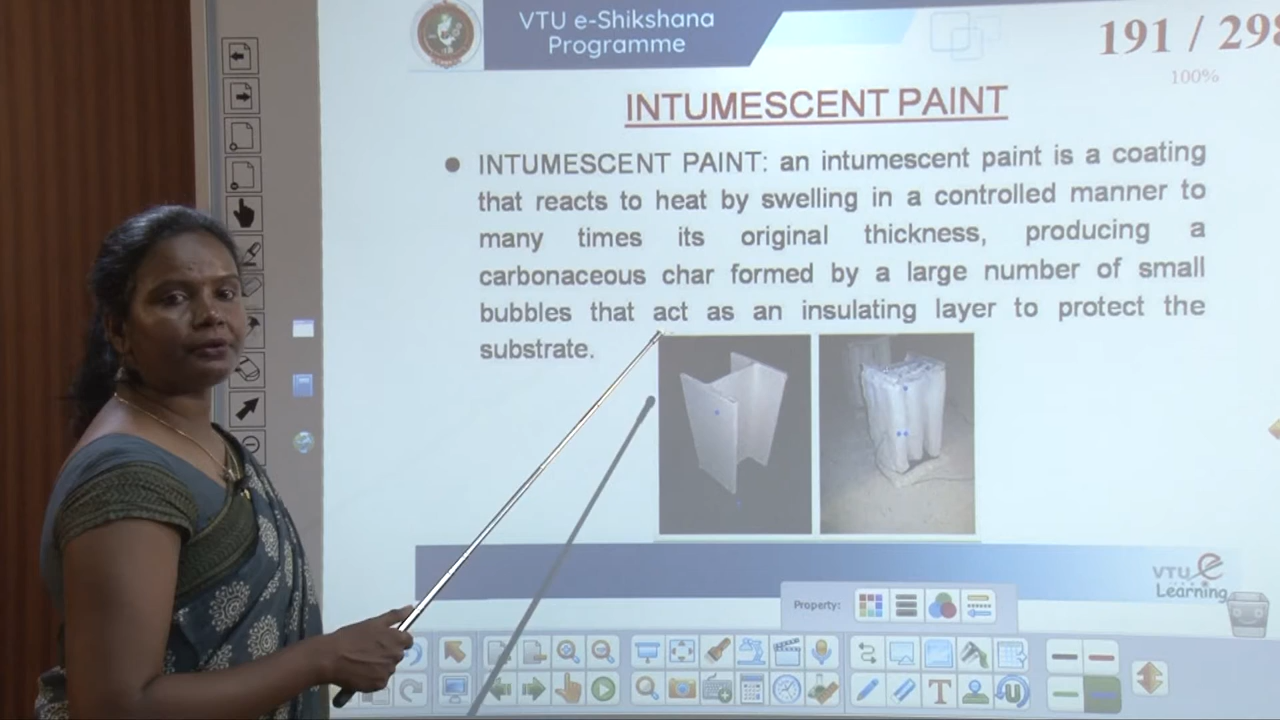 VTU e-Shikshana
Programme
191 / 298
100%
INTUMESCENT PAINT
● INTUMESCENT PAINT: an intumescent paint is a coating
that reacts to heat by swelling in a controlled manner to
many times its original thickness, producing a
carbonaceous char formed by a large number of small
bubbles that act as an insulating layer to protect the
substrate.
VTU e
Learning
Property: